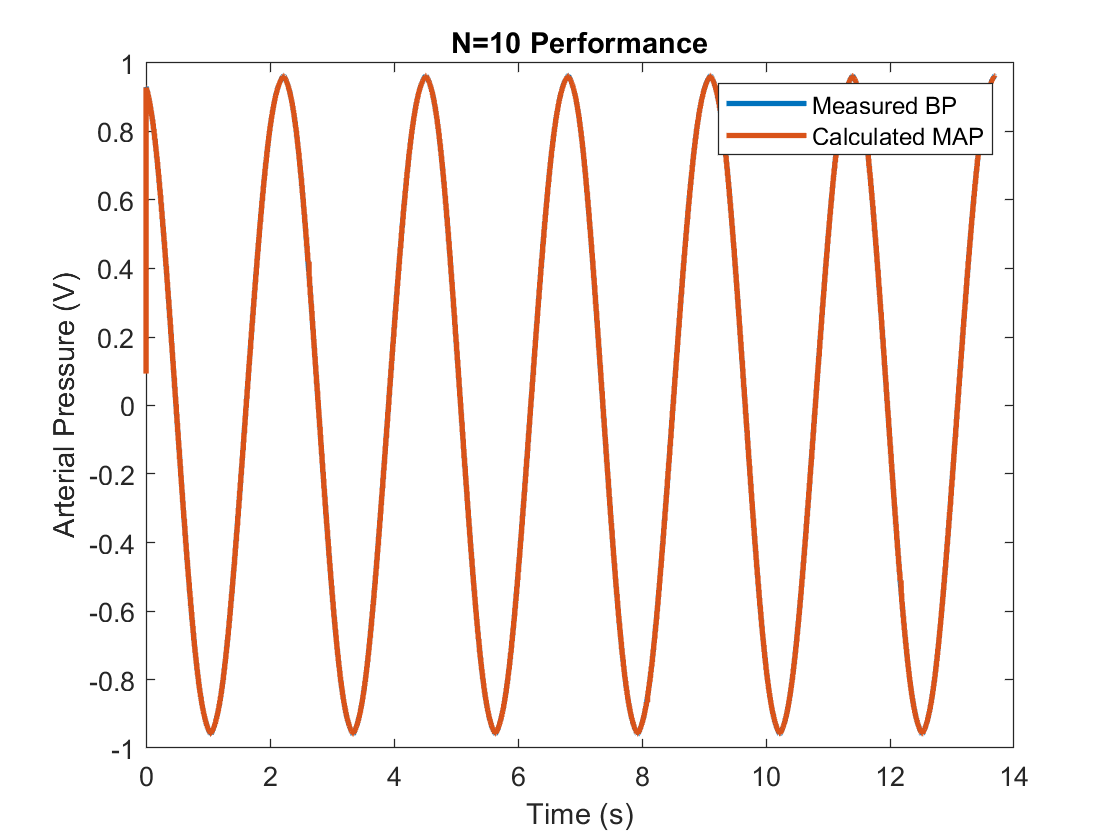 N=10 Performance
Measured BP
Calculated MAP
Arterial Pressure (V)
1
0.8
0.6
0.4
0.2
0
-0.2
-0.4
-0.6
-0.8
-1
0 2 4 6 8 10 12 14
Time (s)